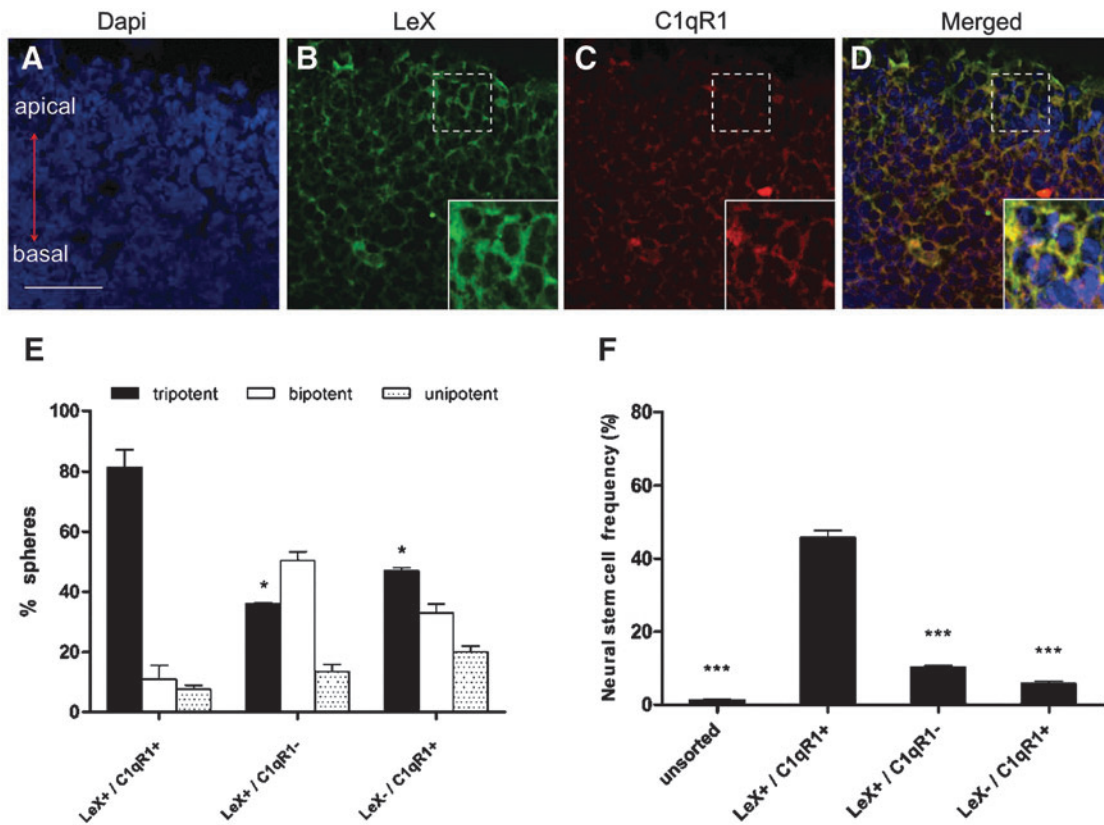 Dapi LeX C1qR1 Merged
A B C D
apical
basal
E
tripotent bipotent unipotent
100
80
60
40
20
0
% spheres
* *
LeX+ / C1qR1+
LeX+ / C1qR1-
LeX- / C1qR1+
F
80
60
40
20
0
Neural stem cell frequency (%)
*** *** ***
unsorted
LeX+ / C1qR1+
LeX+ / C1qR1-
LeX- / C1qR1+